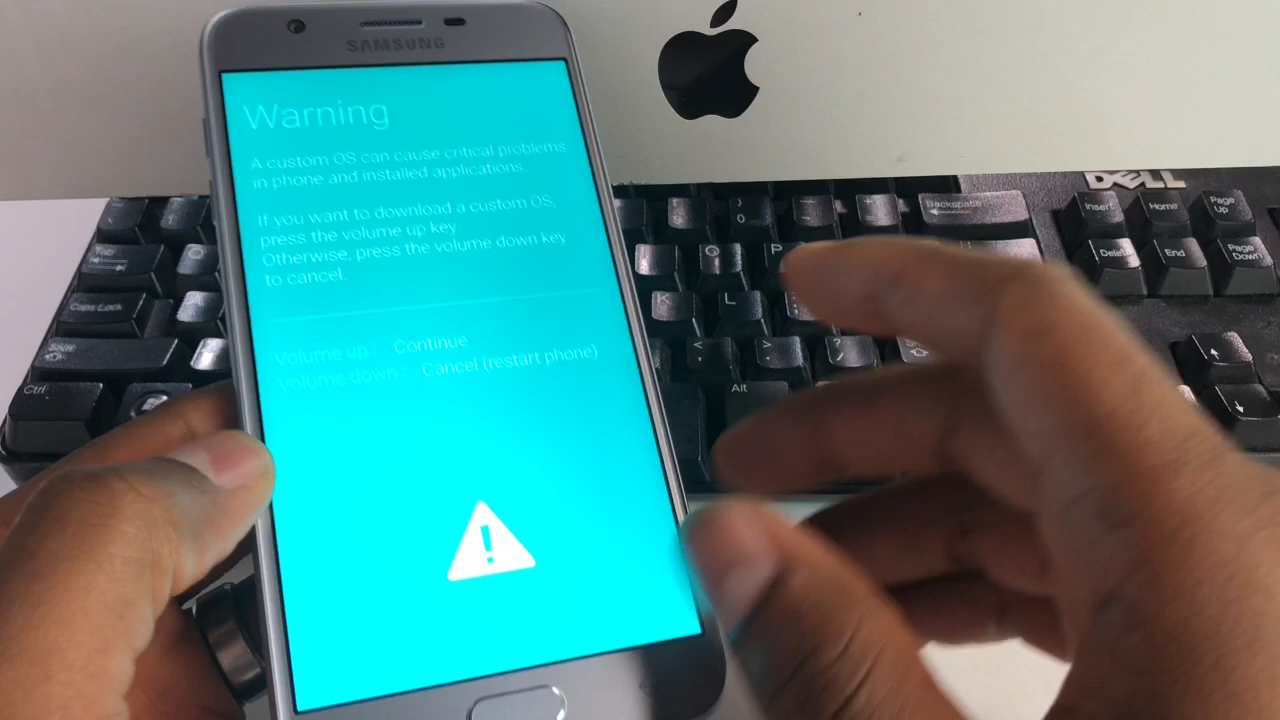 SAMSUNG
Warning
A custom OS can cause critical problems
in phone and installed applications.
If you want to download a custom OS,
press the volume up key.
Otherwise, press the volume down key
to cancel.
Volume up : Continue
Volume down : Cancel (restart phone)
DELL
Backspace
Insert
Home
Page
Up
Delete
End
Page
Down
Tab
O
P
Caps Lock
K
L
Ctrl
Alt